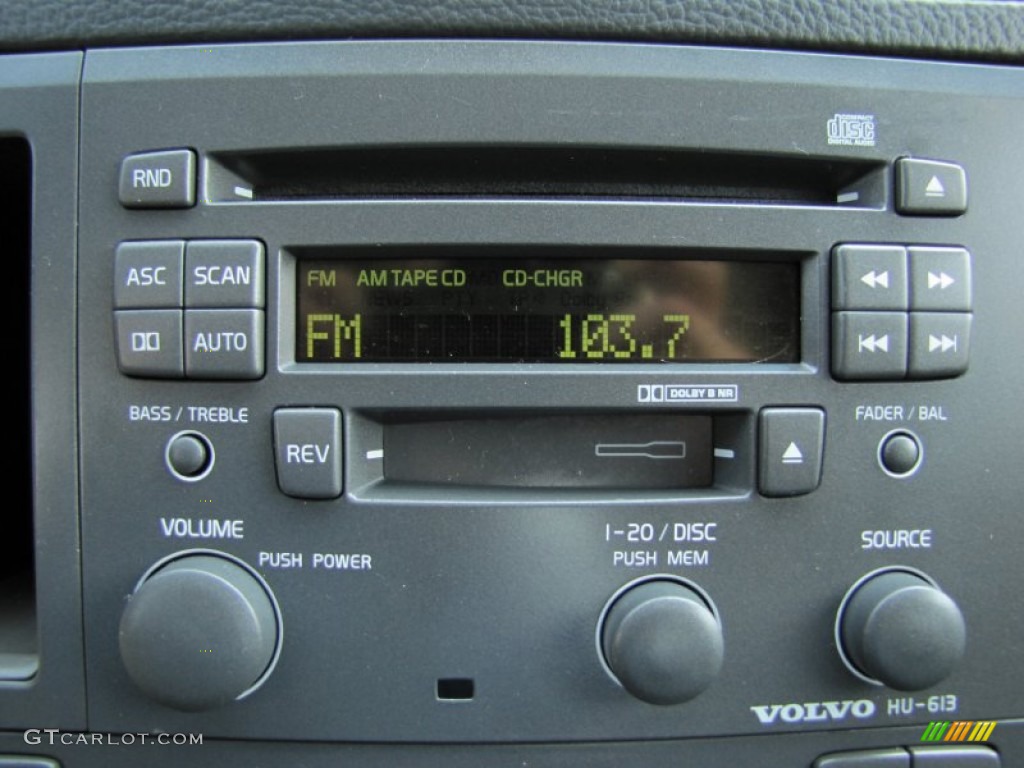 COMPACT
disc
DIGITAL AUDIO
RND
ASC SCAN
AUTO
FM AM TAPE CD CD-CHGR
FM 103.7
DOLBY B NR
BASS / TREBLE
FADER / BAL
REV
VOLUME
PUSH POWER
1-20 / DISC
PUSH MEM
SOURCE
VOLVO HU-613
GTCARLOT.COM